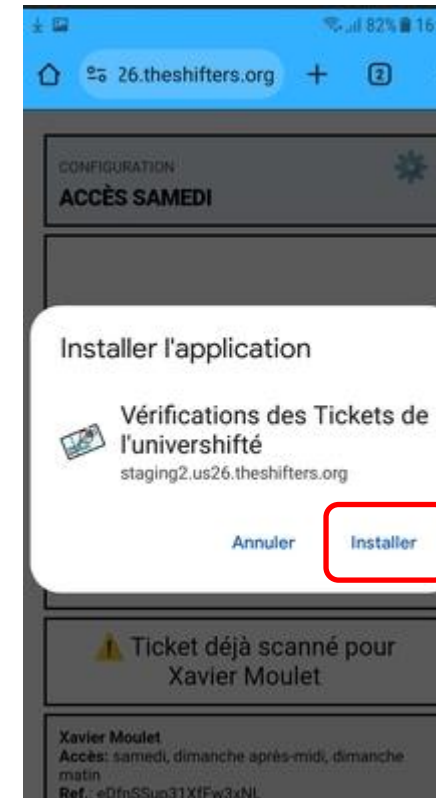 82% 16
26.theshifters.org + 2
CONFIGURATION
ACCÈS SAMEDI
Installer l'application
Vérifications des Tickets de
l'univershifté
staging2.us26.theshifters.org
Annuler Installer
Ticket déjà scanné pour
Xavier Moulet
Xavier Moulet
Accès: samedi, dimanche après-midi, dimanche
matin